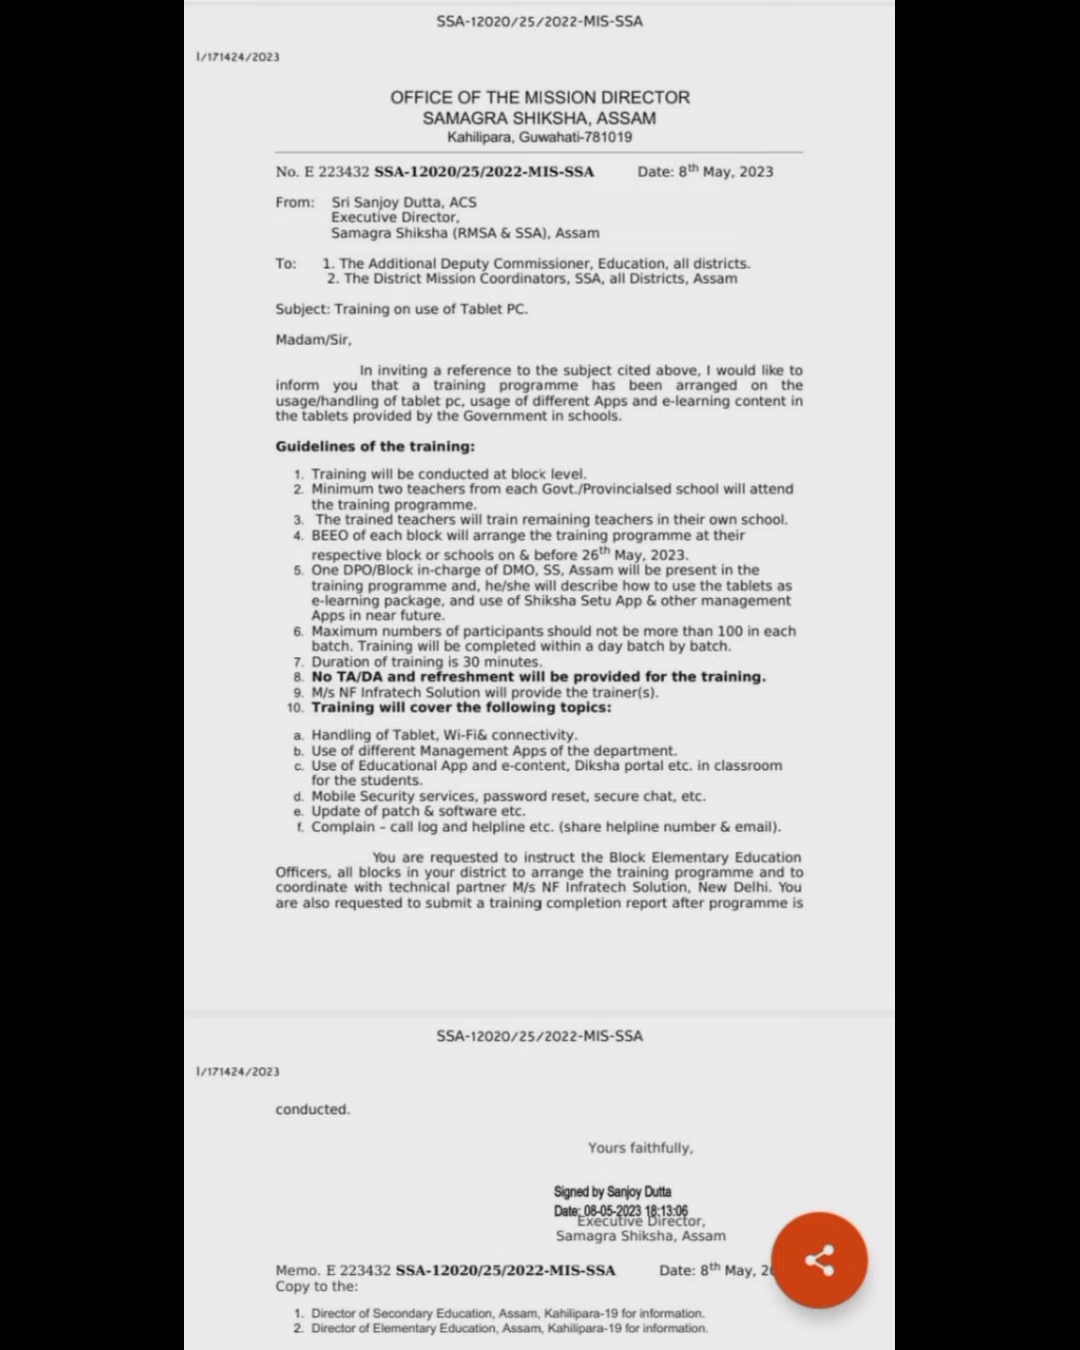 SSA-12020/25/2022-MIS-SSA
I/171424/2023
OFFICE OF THE MISSION DIRECTOR
SAMAGRA SHIKSHA, ASSAM
Kahilipara, Guwahati-781019
No. E 223432 SSA-12020/25/2022-MIS-SSA Date: 8th May, 2023
From: Sri Sanjoy Dutta, ACS
Executive Director,
Samagra Shiksha (RMSA & SSA), Assam
To: 1. The Additional Deputy Commissioner, Education, all districts.
2. The District Mission Coordinators, SSA, all Districts, Assam
Subject: Training on use of Tablet PC.
Madam/Sir,
In inviting a reference to the subject cited above, I would like to
inform you that a training programme has been arranged on the
usage/handling of tablet pc, usage of different Apps and e-learning content in
the tablets provided by the Government in schools.
Guidelines of the training:
1. Training will be conducted at block level.
2. Minimum two teachers from each Govt./Provincialsed school will attend
the training programme.
3. The trained teachers will train remaining teachers in their own school.
4. BEEO of each block will arrange the training programme at their
respective block or schools on & before 26th May, 2023.
5. One DPO/Block in-charge of DMO, SS, Assam will be present in the
training programme and, he/she will describe how to use the tablets as
e-learning package, and use of Shiksha Setu App & other management
Apps in near future.
6. Maximum numbers of participants should not be more than 100 in each
batch. Training will be completed within a day batch by batch.
7. Duration of training is 30 minutes.
8. No TA/DA and refreshment will be provided for the training.
9. M/s NF Infratech Solution will provide the trainer(s).
10. Training will cover the following topics:
a. Handling of Tablet, Wi-Fi& connectivity.
b. Use of different Management Apps of the department.
c. Use of Educational App and e-content, Diksha portal etc. in classroom
for the students.
d. Mobile Security services, password reset, secure chat, etc.
e. Update of patch & software etc.
f. Complain – call log and helpline etc. (share helpline number & email).
You are requested to instruct the Block Elementary Education
Officers, all blocks in your district to arrange the training programme and to
coordinate with technical partner M/s NF Infratech Solution, New Delhi. You
are also requested to submit a training completion report after programme is
SSA-12020/25/2022-MIS-SSA
I/171424/2023
conducted.
Yours faithfully,
Signed by Sanjoy Dutta
Date: 08-05-2023 18:13:06
Executive Director,
Samagra Shiksha, Assam
Memo. E 223432 SSA-12020/25/2022-MIS-SSA Date: 8th May,
Copy to the:
1. Director of Secondary Education, Assam, Kahilipara-19 for information.
2. Director of Elementary Education, Assam, Kahilipara-19 for information.